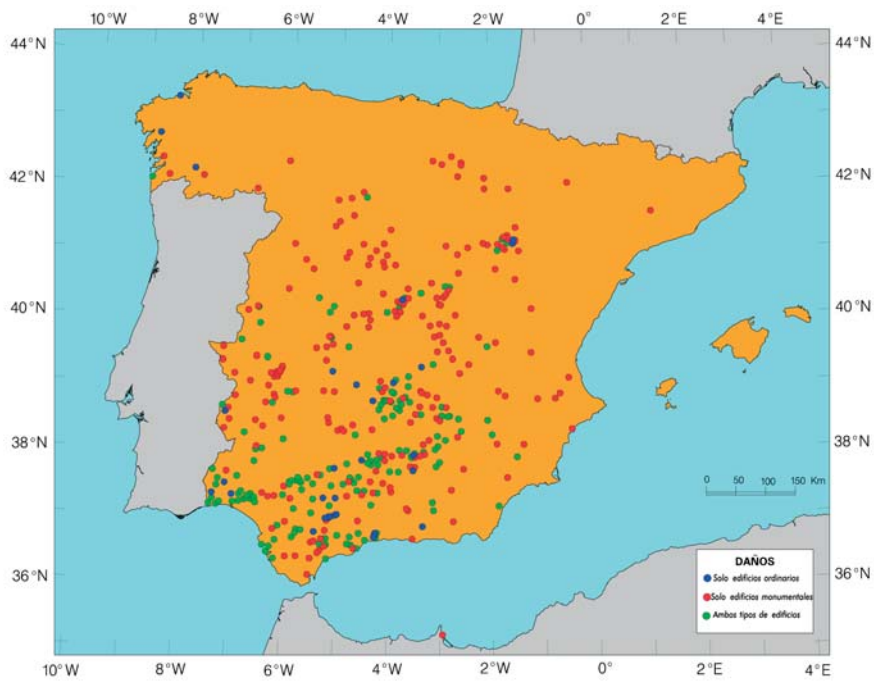 10°W 8°W 6°W 4°W 2°W 0° 2°E 4°E
44°N 44°N
42°N 42°N
40°N 40°N
38°N 38°N
0 50 100 150 Km
36°N 36°N
DAÑOS
Solo edificios ordinarios
Solo edificios monumentales
Ambos tipos de edificios
10°W 8°W 6°W 4°W 2°W 0° 2°E 4°E